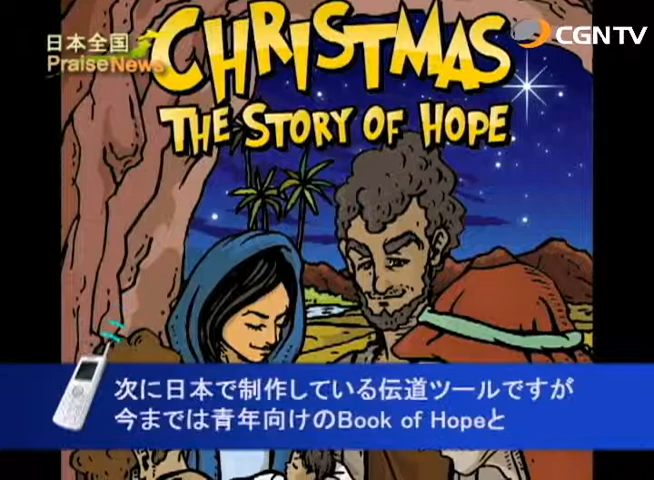 日本全国
PraiseNews
CGNTV
CHRISTMAS
THE STORY OF HOPE
次に日本で制作している伝道ツールですが
今までは青年向けのBook of Hopeと